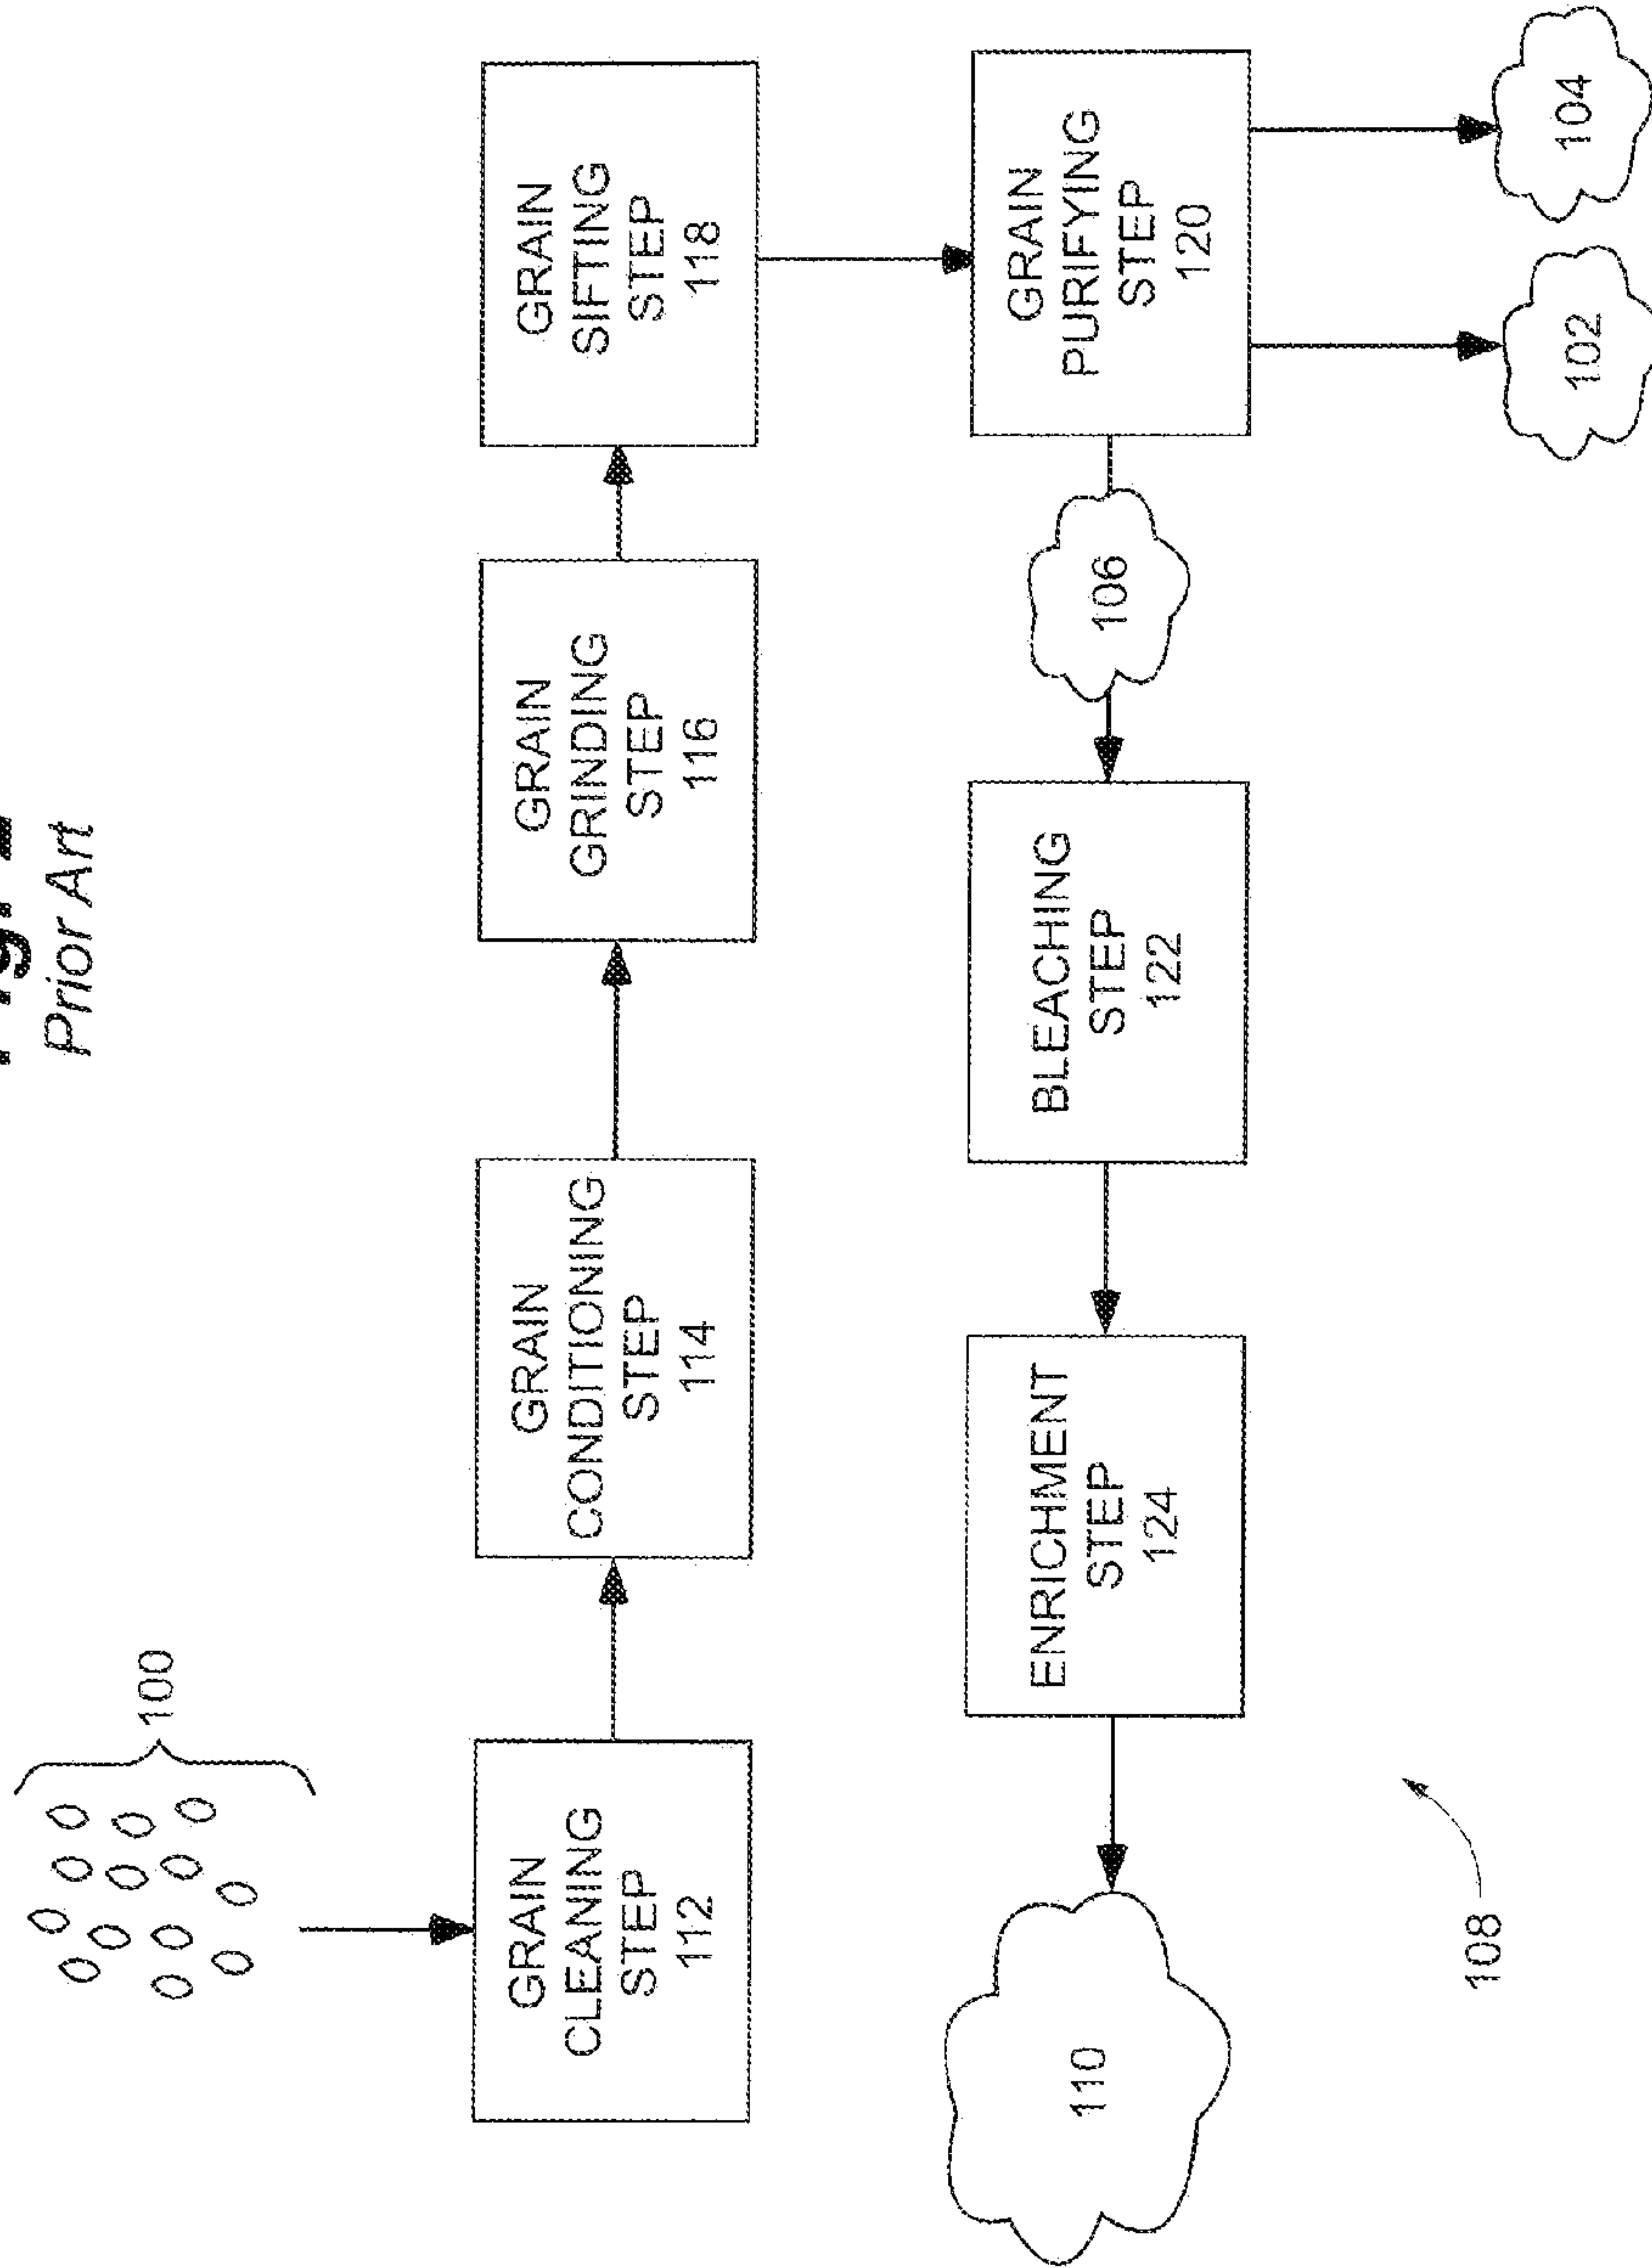 Prior Art
100
GRAIN
CLEANING
STEP
112
GRAIN
CONDITIONING
STEP
114
GRAIN
GRINDING
STEP
116
GRAIN
SIFTING
STEP
118
GRAIN
PURIFYING
STEP
120
102
104
106
BLEACHING
STEP
122
ENRICHMENT
STEP
124
110
108